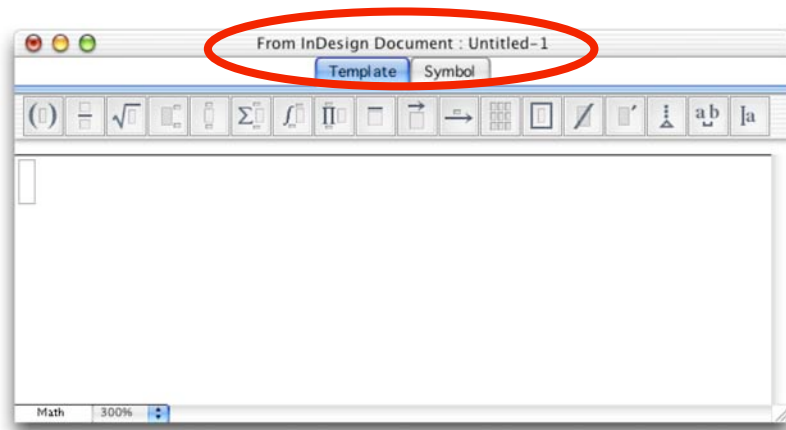 From InDesign Document : Untitled-1
Template Symbol
() √ Σ ∫ Π → a b a
Math 300%